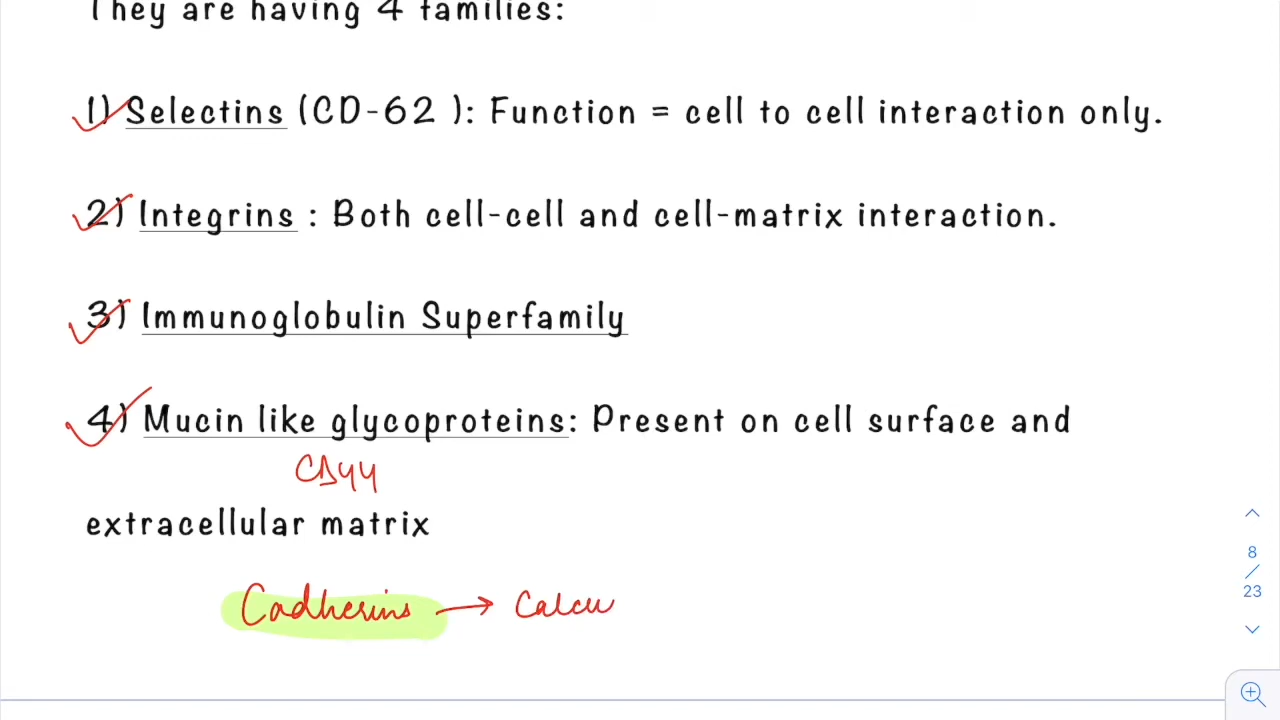 They are having 4 families:
1) Selectins (CD-62 ): Function = cell to cell interaction only.
2) Integrins : Both cell-cell and cell-matrix interaction.
3) Immunoglobulin Superfamily
4) Mucin like glycoproteins: Present on cell surface and
CD44
extracellular matrix
Cadherins → Calcu
8
/
23